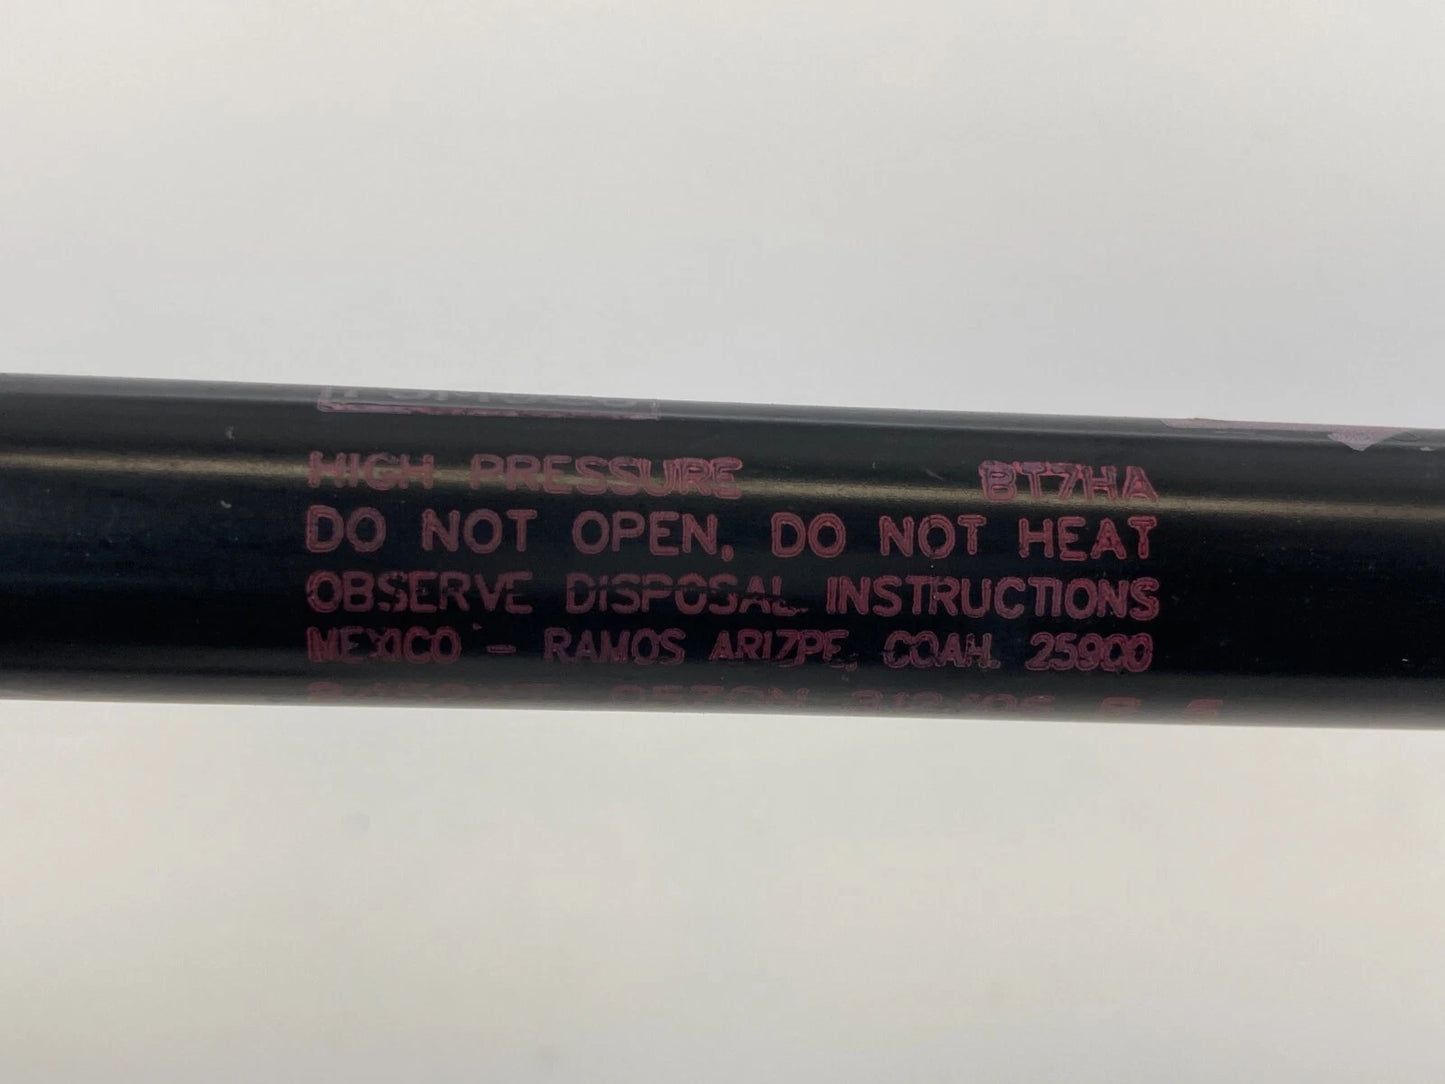 HIGH PRESSURE BT7HA
DO NOT OPEN, DO NOT HEAT
OBSERVE DISPOSAL INSTRUCTIONS
MEXICO - RAMOS ARIZPE, COAH. 25900